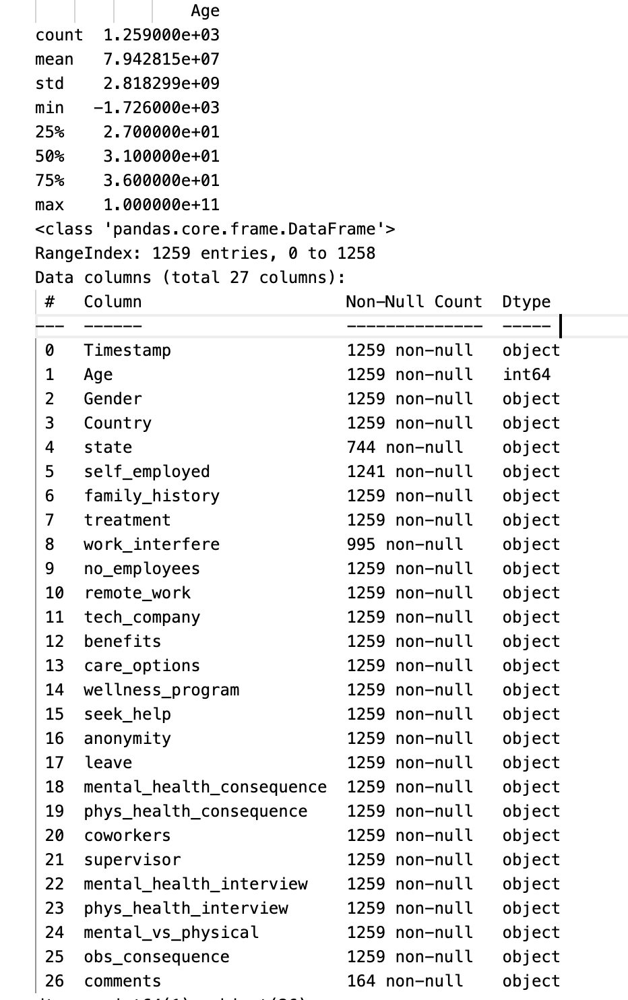 Age
count 1.259000e+03
mean 7.942815e+07
std 2.818299e+09
min -1.726000e+03
25% 2.700000e+01
50% 3.100000e+01
75% 3.600000e+01
max 1.000000e+11
<class 'pandas.core.frame.DataFrame'>
RangeIndex: 1259 entries, 0 to 1258
Data columns (total 27 columns):
# Column Non-Null Count Dtype
--- ------ -------------- -----
0 Timestamp 1259 non-null object
1 Age 1259 non-null int64
2 Gender 1259 non-null object
3 Country 1259 non-null object
4 state 744 non-null object
5 self_employed 1241 non-null object
6 family_history 1259 non-null object
7 treatment 1259 non-null object
8 work_interfere 995 non-null object
9 no_employees 1259 non-null object
10 remote_work 1259 non-null object
11 tech_company 1259 non-null object
12 benefits 1259 non-null object
13 care_options 1259 non-null object
14 wellness_program 1259 non-null object
15 seek_help 1259 non-null object
16 anonymity 1259 non-null object
17 leave 1259 non-null object
18 mental_health_consequence 1259 non-null object
19 phys_health_consequence 1259 non-null object
20 coworkers 1259 non-null object
21 supervisor 1259 non-null object
22 mental_health_interview 1259 non-null object
23 phys_health_interview 1259 non-null object
24 mental_vs_physical 1259 non-null object
25 obs_consequence 1259 non-null object
26 comments 164 non-null object